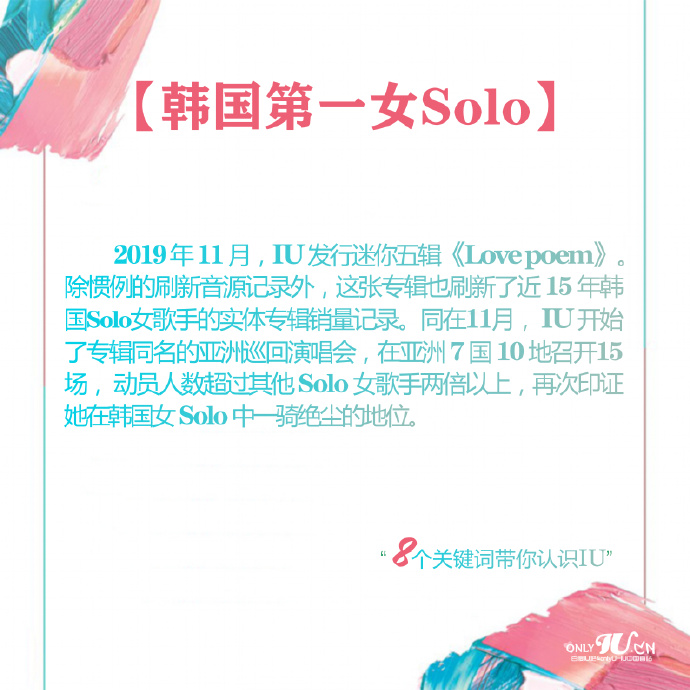 【韩国第一女Solo】
2019年11月，IU发行迷你五辑《Love poem》。
除惯例的刷新音源记录外，这张专辑也刷新了近15年韩
国Solo女歌手的实体专辑销量记录。同在11月，IU开始
了专辑同名的亚洲巡回演唱会，在亚洲7国10地召开15
场，动员人数超过其他Solo女歌手两倍以上，再次印证
她在韩国女Solo中一骑绝尘的地位。
“8个关键词带你认识IU”
ONLY IU.CN